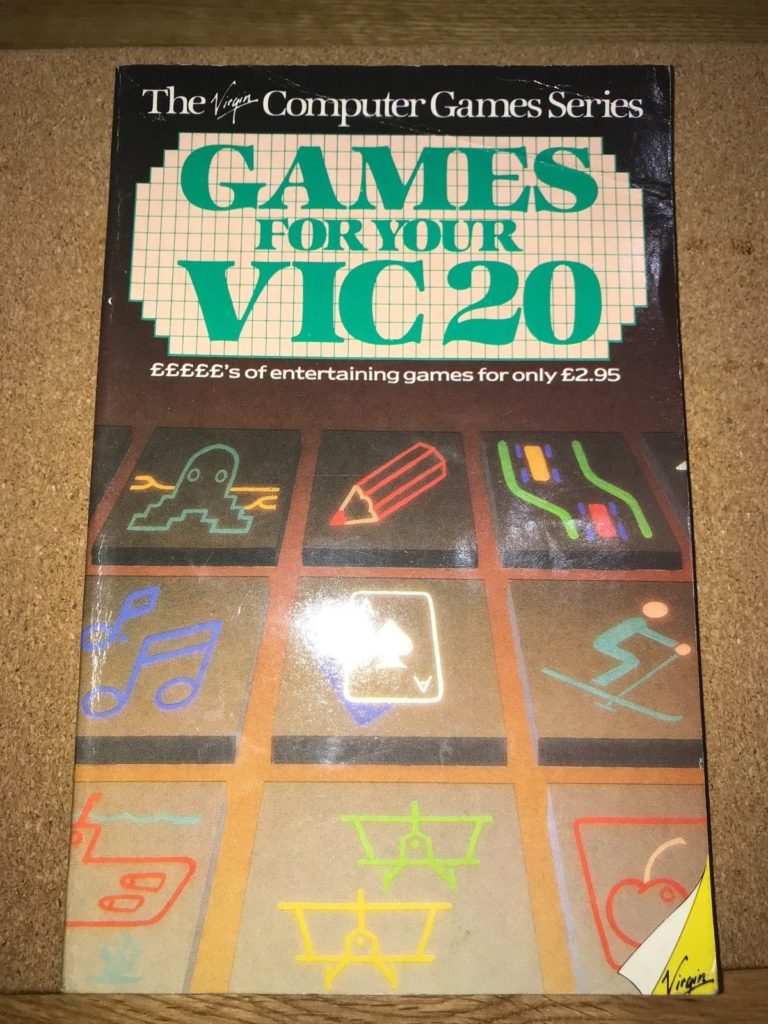 The Virgin Computer Games Series
GAMES
FOR YOUR
VIC 20
£££££'s of entertaining games for only £2.95
A
Virgin